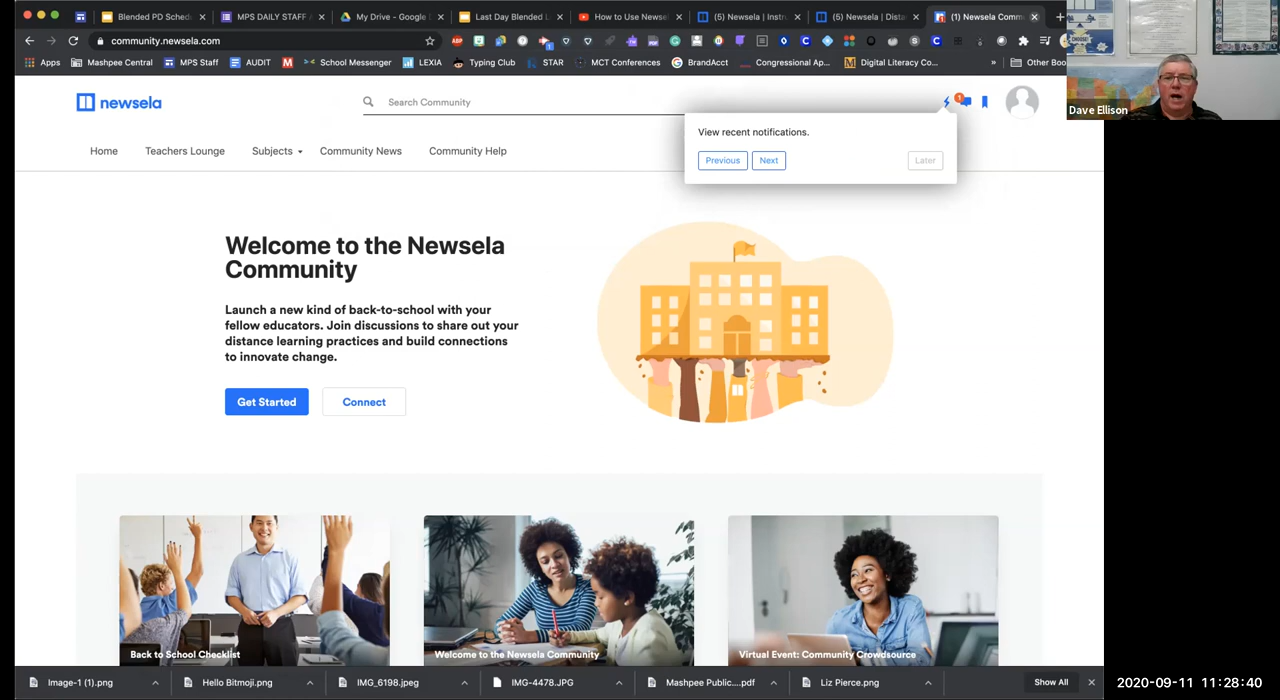 Blended PD Sched
MPS DAILY STAFF A
My Drive - Google D
Last Day Blended L
How to Use Newsel
(5) Newsela | Instru
(5) Newsela | Dista
(1) Newsela Comm
community.newsela.com
Apps
Mashpee Central
MPS Staff
AUDIT
School Messenger
LEXIA
Typing Club
STAR
MCT Conferences
BrandAcct
Congressional Ap...
Digital Literacy Co...
»
Other Boo
Dave Ellison
newsela
Search Community
1
View recent notifications.
Previous
Next
Later
Home
Teachers Lounge
Subjects
Community News
Community Help
Welcome to the Newsela
Community
Launch a new kind of back-to-school with your
fellow educators. Join discussions to share out your
distance learning practices and build connections
to innovate change.
Get Started
Connect
Back to School Checklist
Welcome to the Newsela Community
Virtual Event: Community Crowdsource
Image-1 (1).png
Hello Bitmoji.png
IMG_6198.jpeg
IMG-4478.JPG
Mashpee Public....pdf
Liz Pierce.png
Show All
2020-09-11 11:28:40